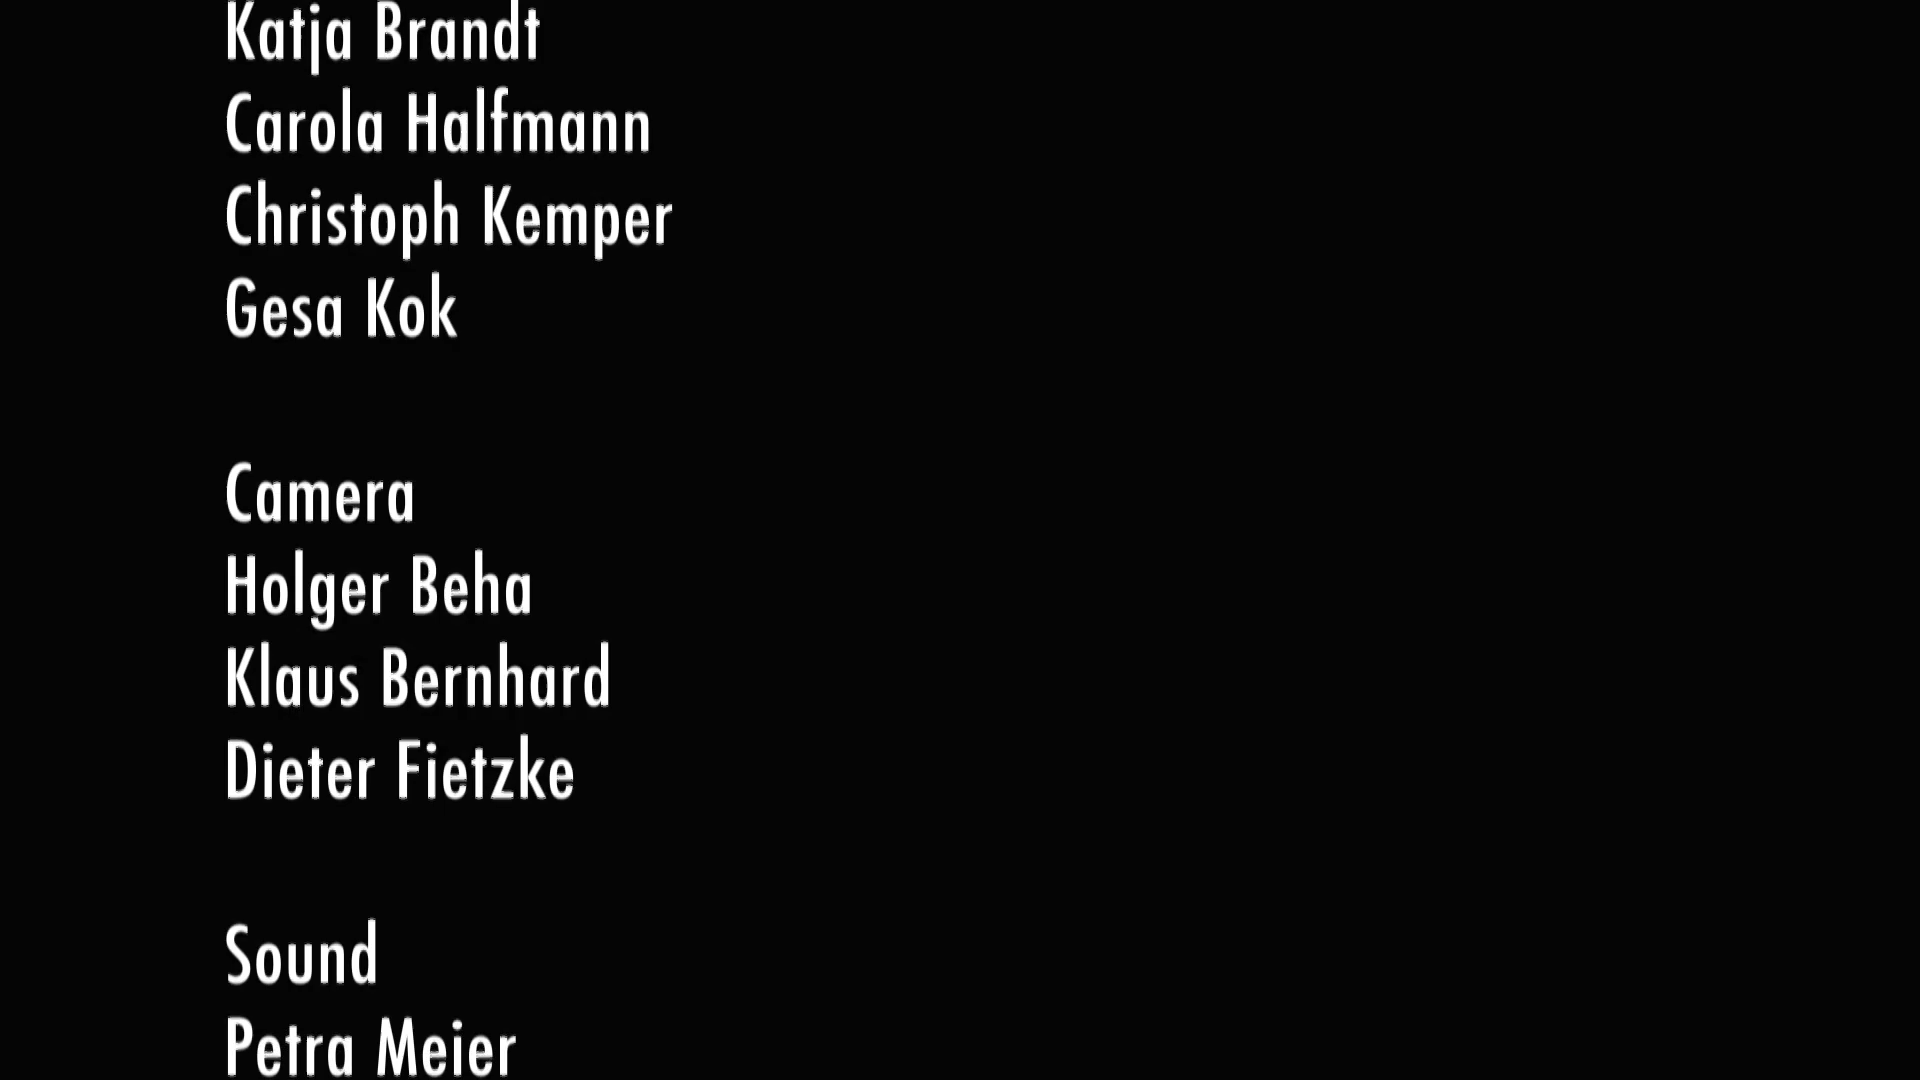 Katja Brandt
Carola Halfmann
Christoph Kemper
Gesa Kok
Camera
Holger Beha
Klaus Bernhard
Dieter Fietzke
Sound
Petra Meier